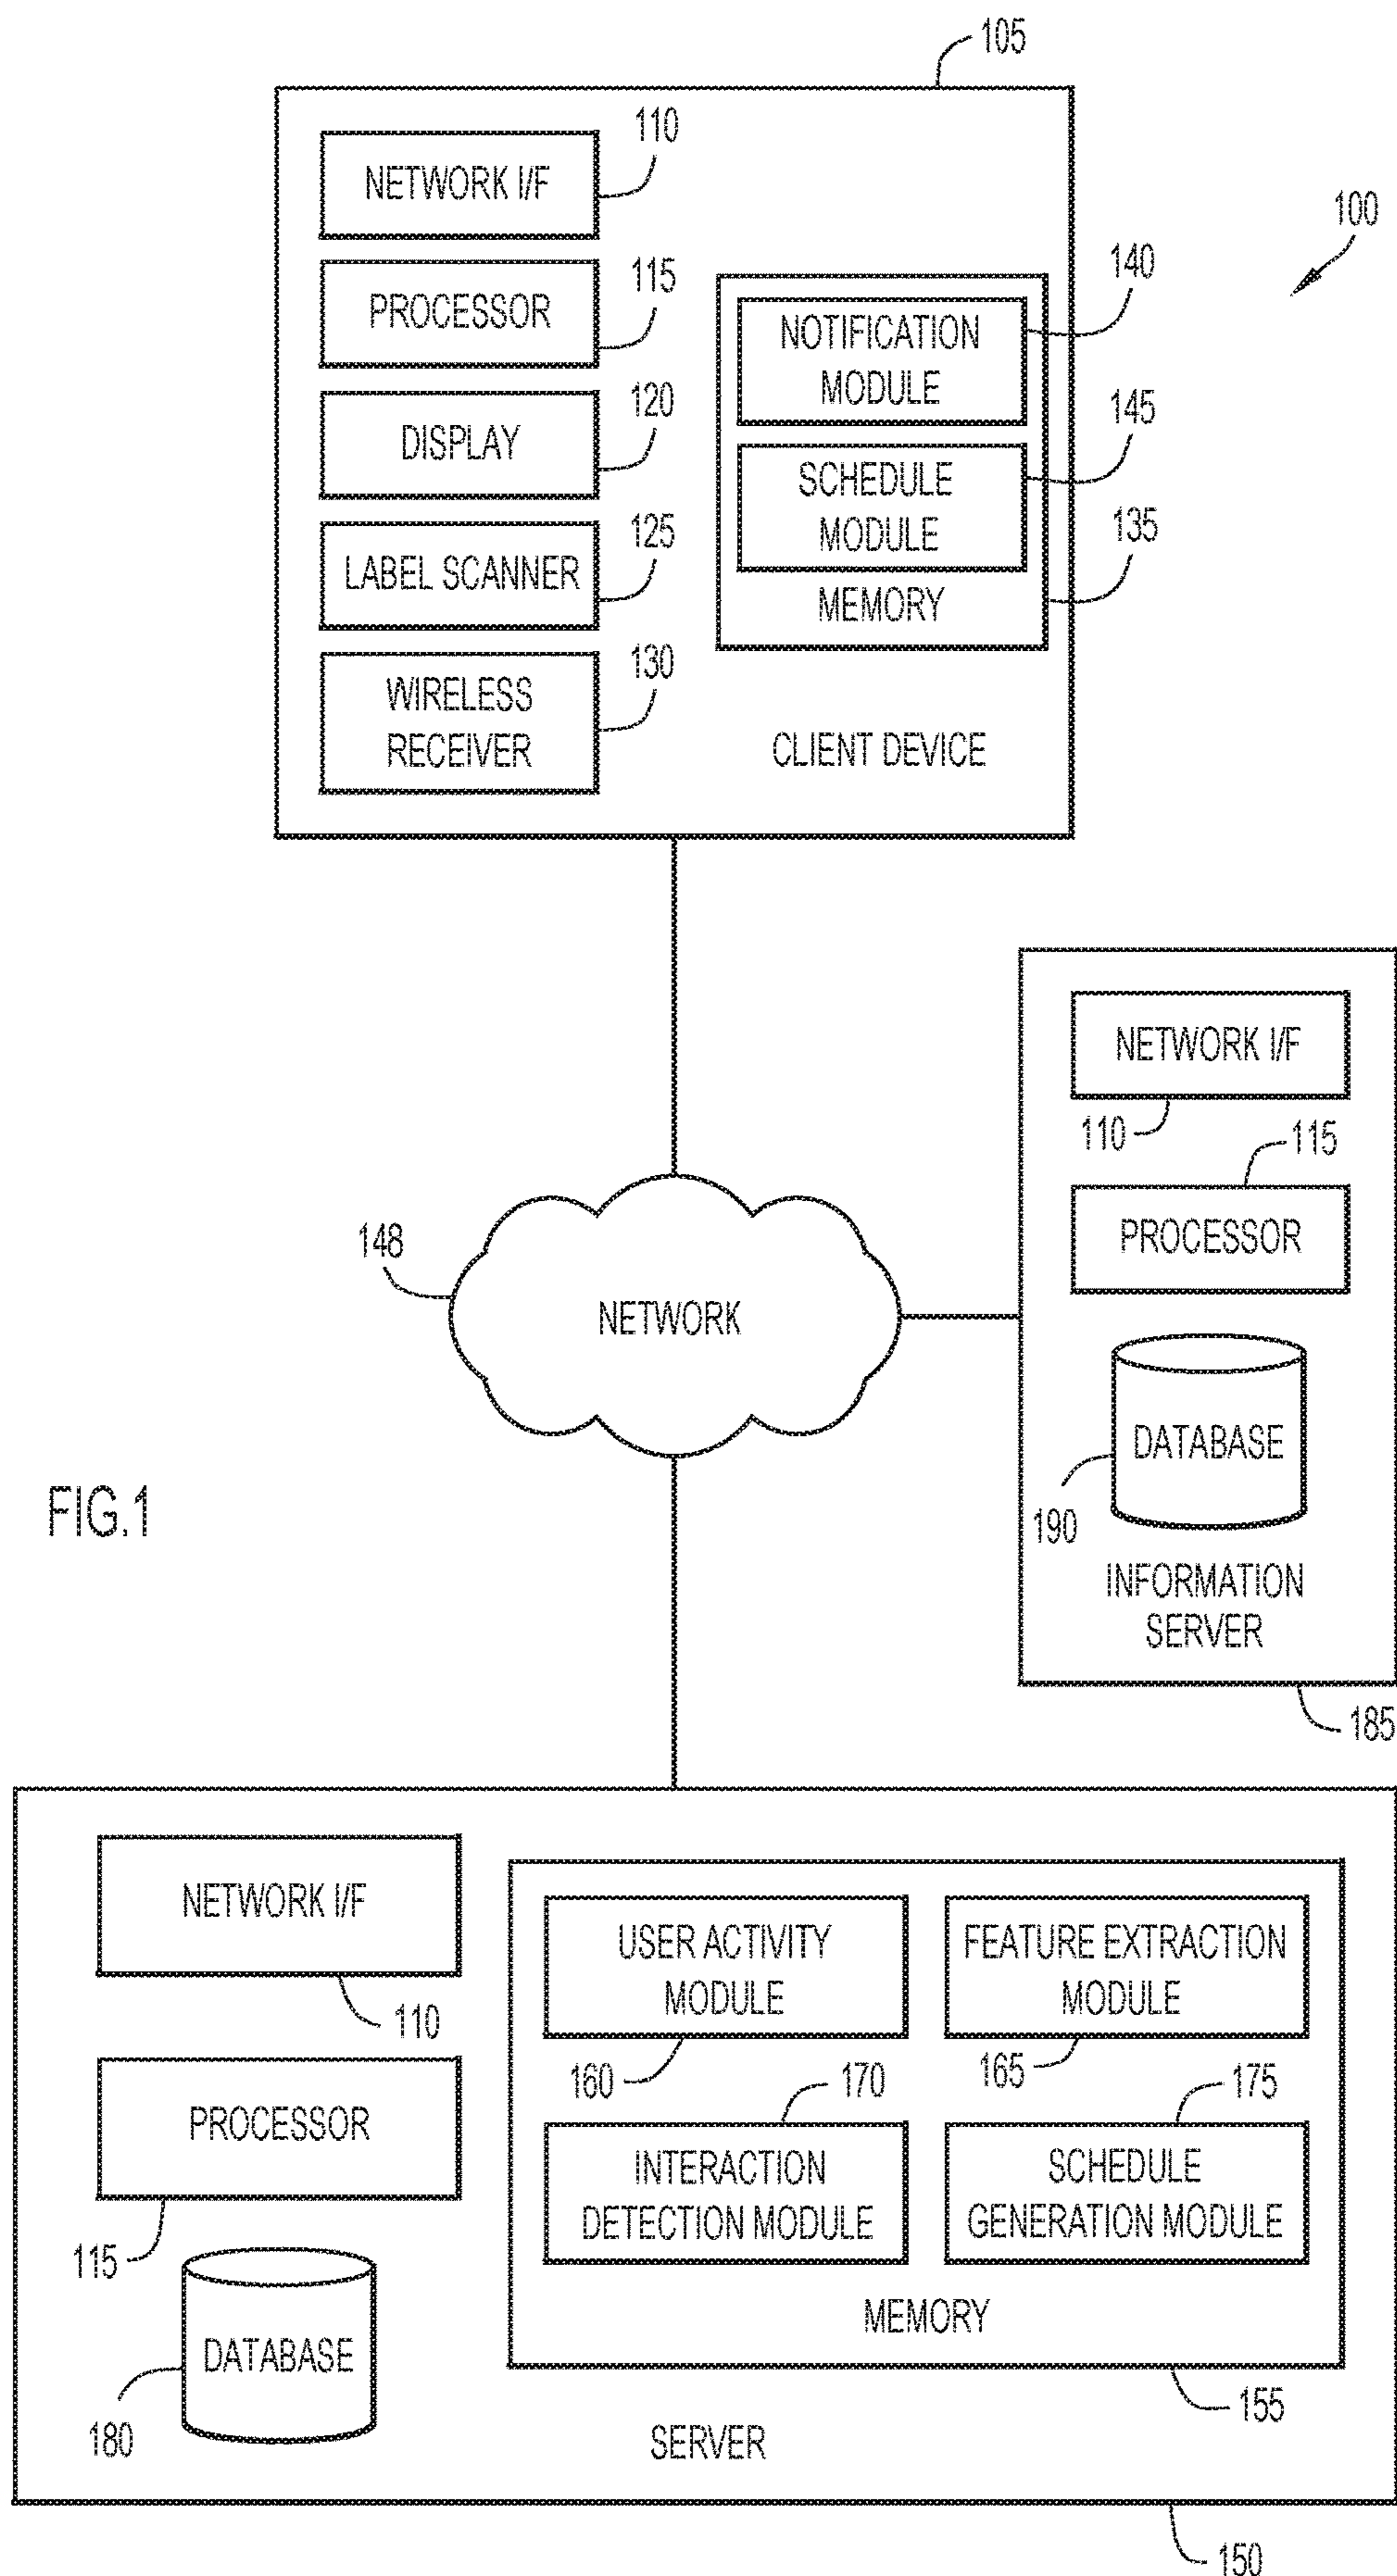 105
NETWORK I/F
110
100
PROCESSOR
115
NOTIFICATION
MODULE
140
DISPLAY
120
SCHEDULE
MODULE
145
LABEL SCANNER
125
MEMORY
135
WIRELESS
RECEIVER
130
CLIENT DEVICE
NETWORK I/F
110
115
PROCESSOR
148
NETWORK
DATABASE
190
INFORMATION
SERVER
185
FIG.1
NETWORK I/F
110
USER ACTIVITY
MODULE
160
FEATURE EXTRACTION
MODULE
165
PROCESSOR
115
170
INTERACTION
DETECTION MODULE
175
SCHEDULE
GENERATION MODULE
MEMORY
155
DATABASE
180
SERVER
150